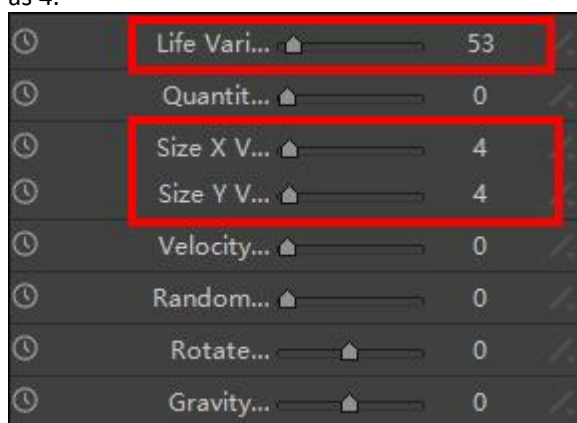 as 4.
Life Vari... 53
Quantit... 0
Size X V... 4
Size Y V... 4
Velocity... 0
Random... 0
Rotate... 0
Gravity... 0